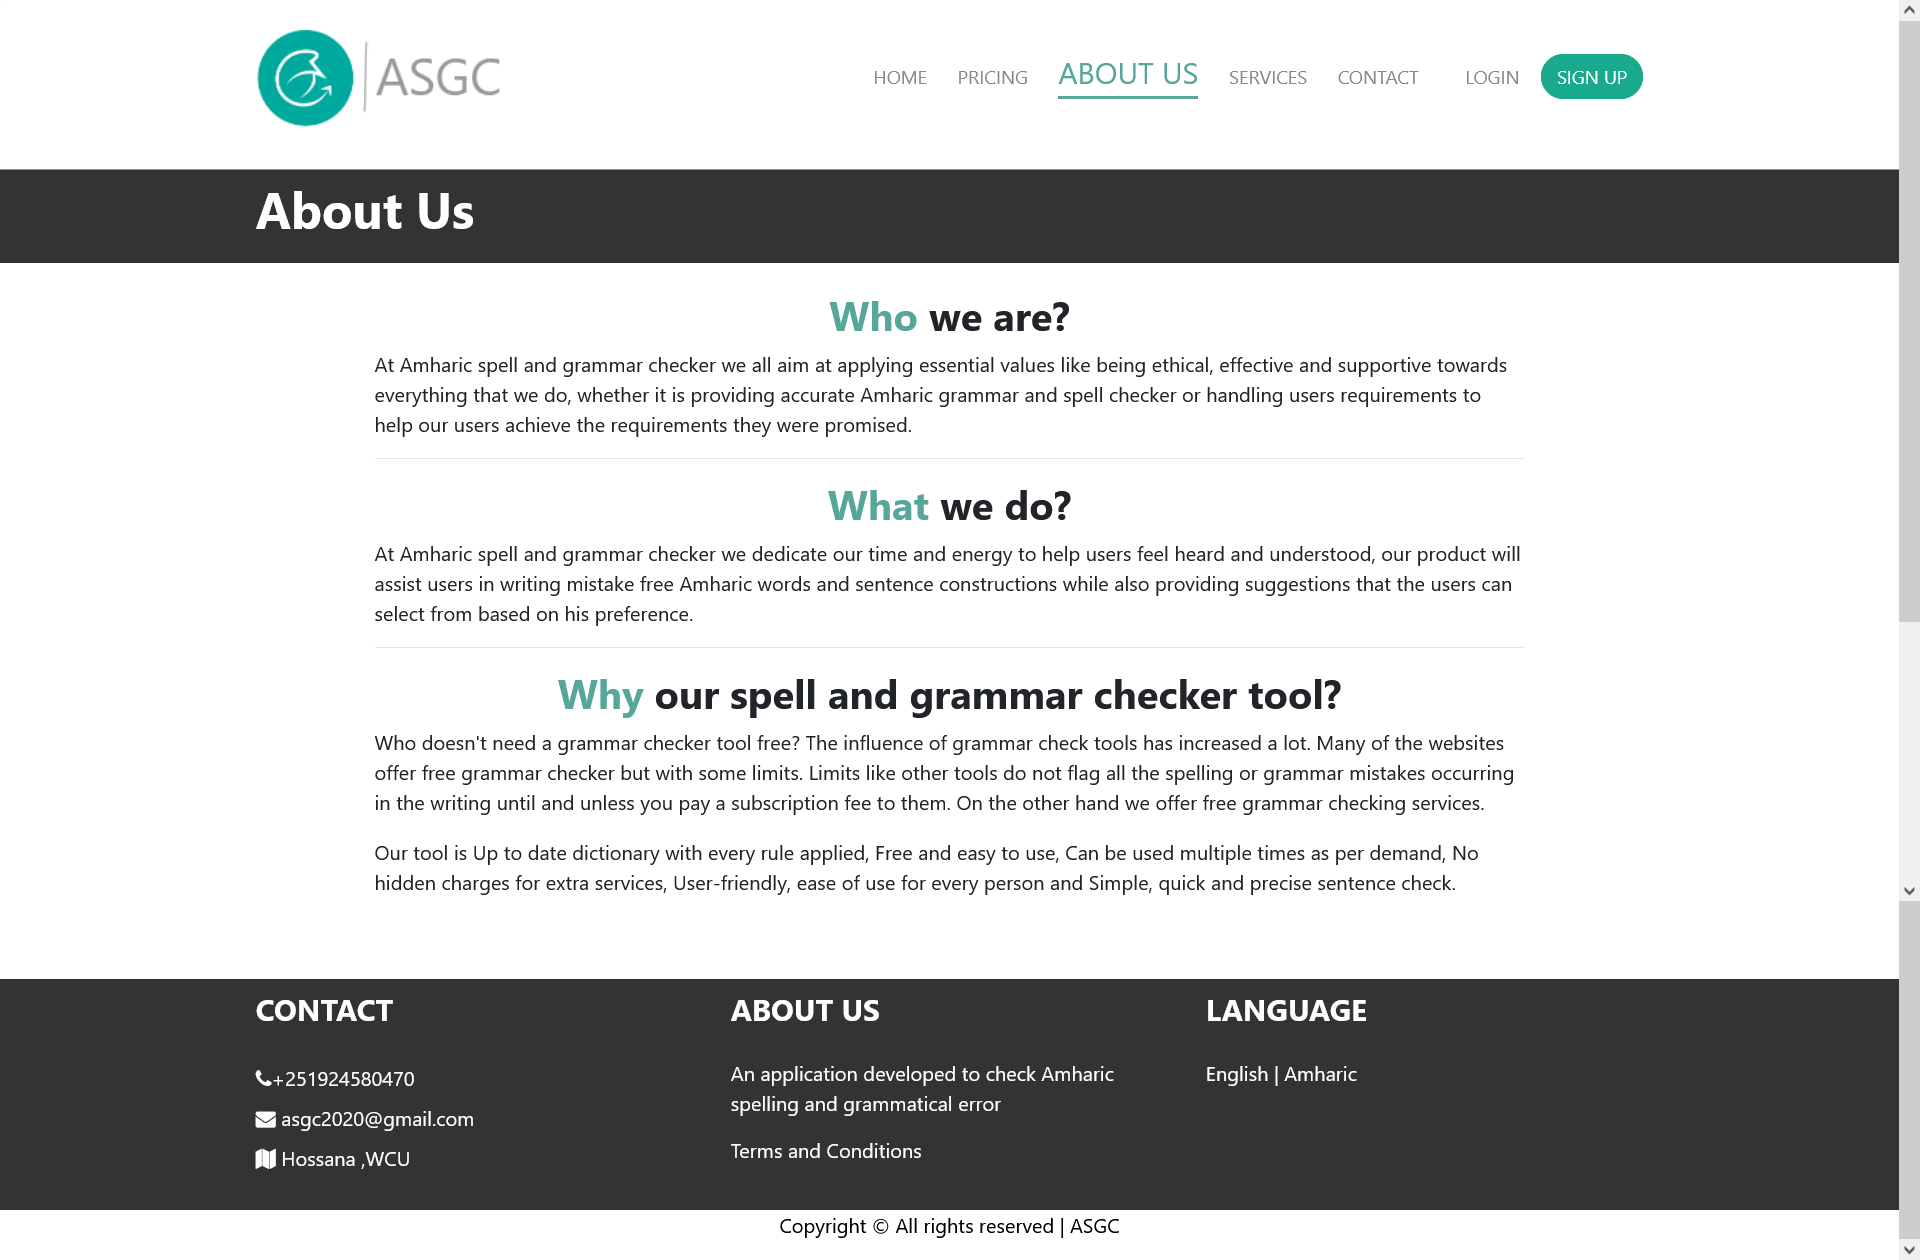 ASGC
HOME PRICING ABOUT US SERVICES CONTACT LOGIN SIGN UP
About Us
Who we are?
At Amharic spell and grammar checker we all aim at applying essential values like being ethical, effective and supportive towards
everything that we do, whether it is providing accurate Amharic grammar and spell checker or handling users requirements to
help our users achieve the requirements they were promised.
What we do?
At Amharic spell and grammar checker we dedicate our time and energy to help users feel heard and understood, our product will
assist users in writing mistake free Amharic words and sentence constructions while also providing suggestions that the users can
select from based on his preference.
Why our spell and grammar checker tool?
Who doesn't need a grammar checker tool free? The influence of grammar check tools has increased a lot. Many of the websites
offer free grammar checker but with some limits. Limits like other tools do not flag all the spelling or grammar mistakes occurring
in the writing until and unless you pay a subscription fee to them. On the other hand we offer free grammar checking services.
Our tool is Up to date dictionary with every rule applied, Free and easy to use, Can be used multiple times as per demand, No
hidden charges for extra services, User-friendly, ease of use for every person and Simple, quick and precise sentence check.
CONTACT
+251924580470
asgc2020@gmail.com
Hossana ,WCU
ABOUT US
An application developed to check Amharic
spelling and grammatical error
Terms and Conditions
LANGUAGE
English | Amharic
Copyright © All rights reserved | ASGC